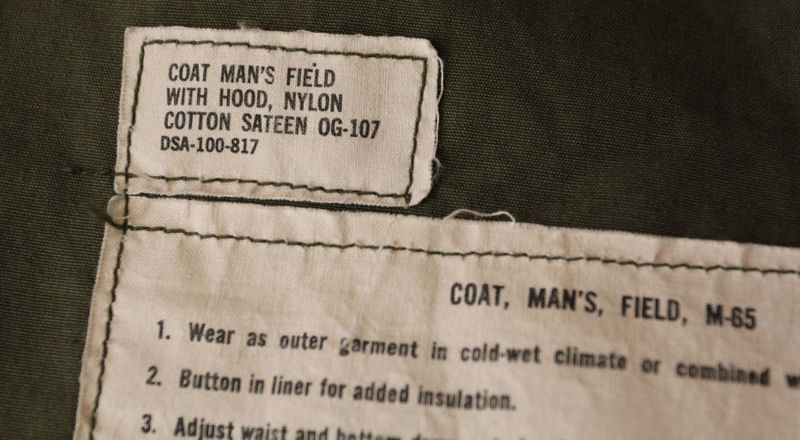 COAT MAN'S FIELD
WITH HOOD, NYLON
COTTON SATEEN OG-107
DSA-100-817
COAT, MAN'S, FIELD, M-65
1. Wear as outer garment in cold-wet climate or combined
2. Button in liner for added insulation.
3. Adjust waist and bottom